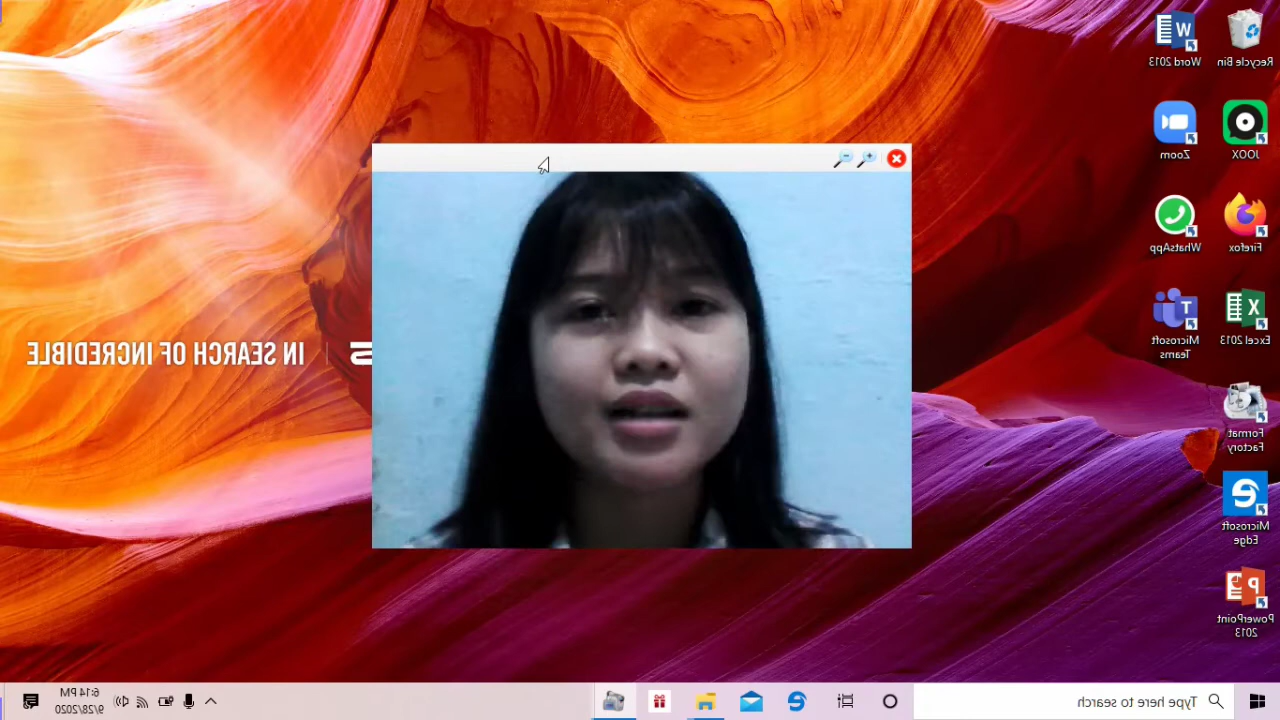 Recycle Bin
Word 2013
JOOX
Zoom
Firefox
WhatsApp
Excel 2013
Microsoft
Teams
IN SEARCH OF INCREDIBLE
Format
Factory
Microsoft
Edge
PowerPoint
2013
Type here to search
6:14 PM
9/28/2020